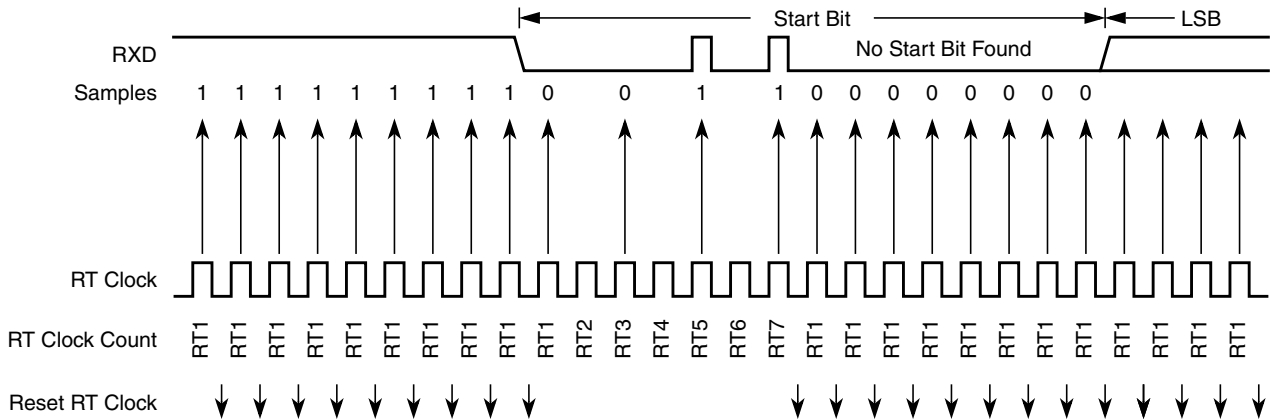 Start Bit LSB
RXD No Start Bit Found
Samples 1 1 1 1 1 1 1 1 1 0 0 1 1 0 0 0 0 0 0 0 0
RT Clock
RT Clock Count RT1 RT1 RT1 RT1 RT1 RT1 RT1 RT1 RT1 RT1 RT2 RT3 RT4 RT5 RT6 RT7 RT1 RT1 RT1 RT1 RT1 RT1 RT1 RT1 RT1 RT1 RT1 RT1
Reset RT Clock